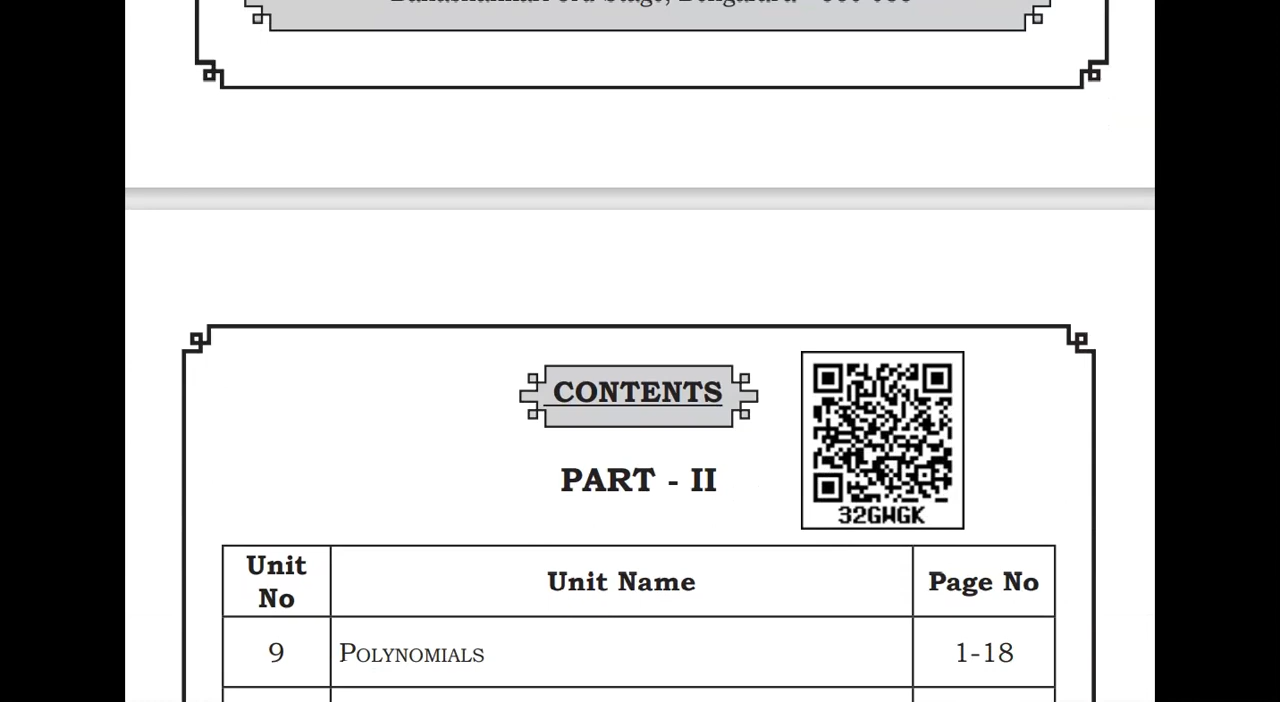 CONTENTS
PART - II
32GWGK
Unit No Unit Name Page No
9 POLYNOMIALS 1-18